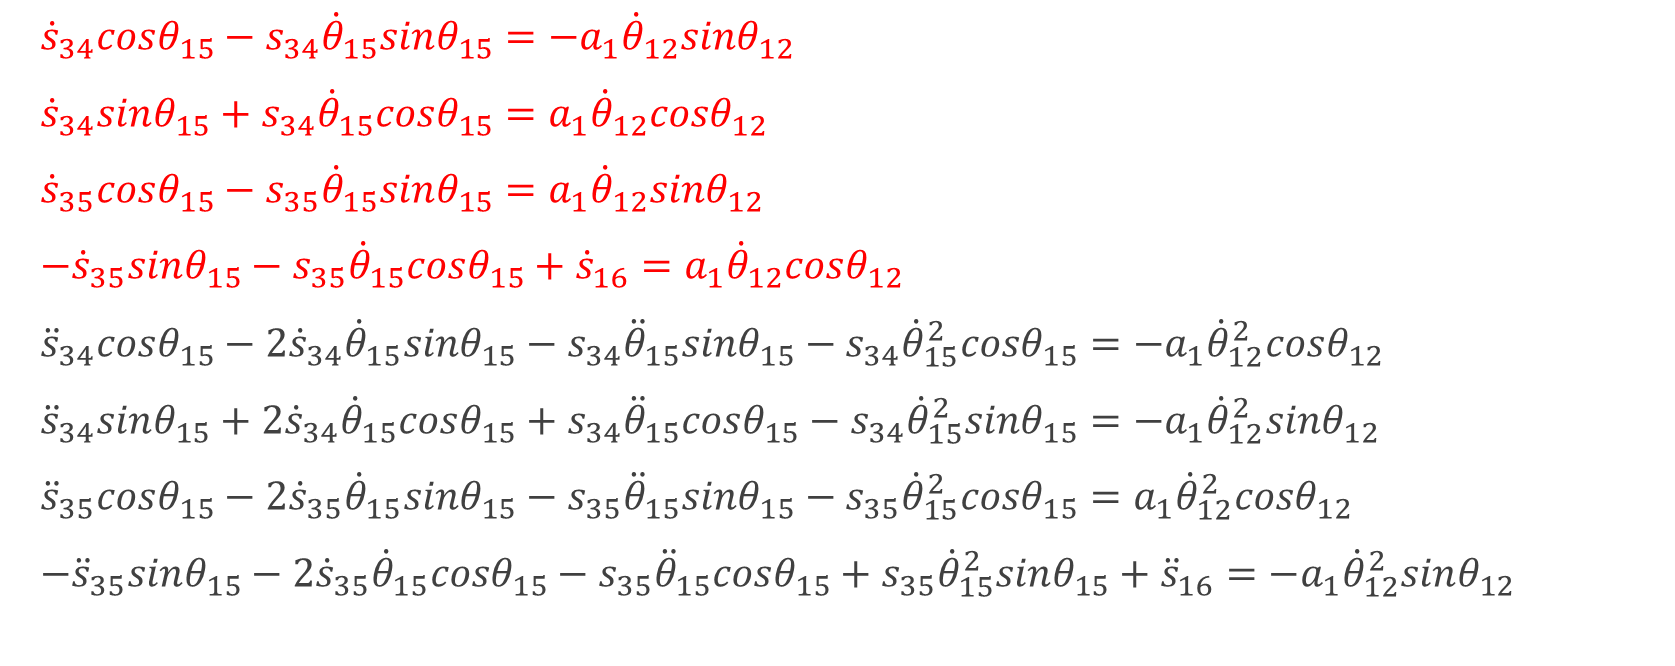 ṡ₃₄cosθ₁₅ − s₃₄θ̇₁₅sinθ₁₅ = −a₁θ̇₁₂sinθ₁₂
ṡ₃₄sinθ₁₅ + s₃₄θ̇₁₅cosθ₁₅ = a₁θ̇₁₂cosθ₁₂
ṡ₃₅cosθ₁₅ − s₃₅θ̇₁₅sinθ₁₅ = a₁θ̇₁₂sinθ₁₂
−ṡ₃₅sinθ₁₅ − s₃₅θ̇₁₅cosθ₁₅ + ṡ₁₆ = a₁θ̇₁₂cosθ₁₂
s̈₃₄cosθ₁₅ − 2ṡ₃₄θ̇₁₅sinθ₁₅ − s₃₄θ̈₁₅sinθ₁₅ − s₃₄θ̇₁₅²cosθ₁₅ = −a₁θ̇₁₂²cosθ₁₂
s̈₃₄sinθ₁₅ + 2ṡ₃₄θ̇₁₅cosθ₁₅ + s₃₄θ̈₁₅cosθ₁₅ − s₃₄θ̇₁₅²sinθ₁₅ = −a₁θ̇₁₂²sinθ₁₂
s̈₃₅cosθ₁₅ − 2ṡ₃₅θ̇₁₅sinθ₁₅ − s₃₅θ̈₁₅sinθ₁₅ − s₃₅θ̇₁₅²cosθ₁₅ = a₁θ̇₁₂²cosθ₁₂
−s̈₃₅sinθ₁₅ − 2ṡ₃₅θ̇₁₅cosθ₁₅ − s₃₅θ̈₁₅cosθ₁₅ + s₃₅θ̇₁₅²sinθ₁₅ + s̈₁₆ = −a₁θ̇₁₂²sinθ₁₂